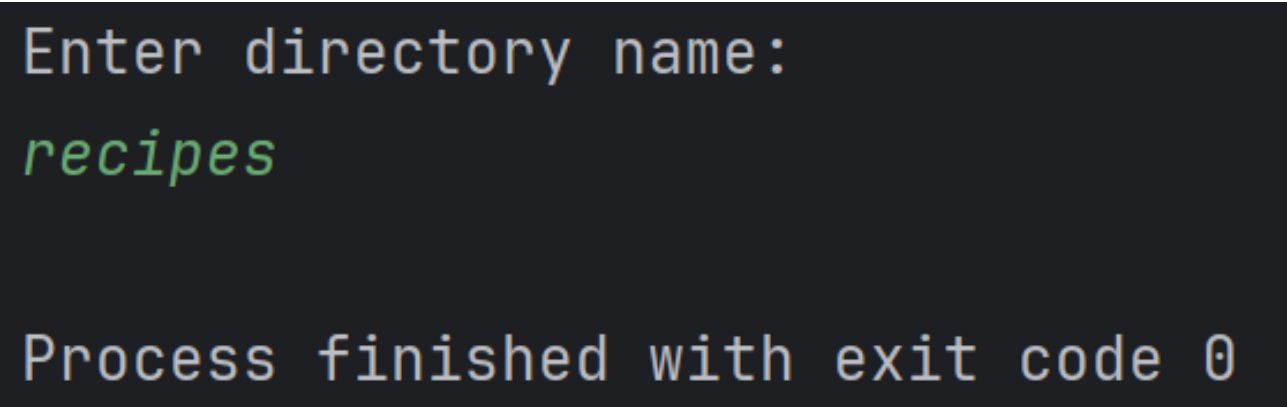 Enter directory name:
recipes
Process finished with exit code 0